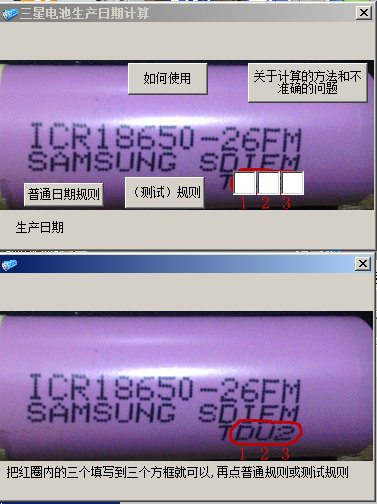 三星电池生产日期计算
如何使用
关于计算的方法和不准确的问题
ICR18650-26FM
SAMSUNG SDIEM
T
普通日期规则
（测试）规则
1 2 3
生产日期
ICR18650-26FM
SAMSUNG SDIEM
TDU2
1 2 3
把红圈内的三个填写到三个方框就可以,再点普通规则或测试规则